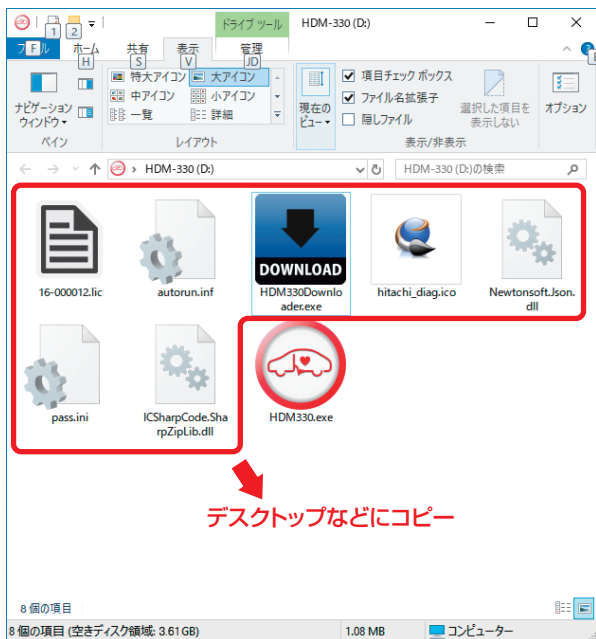 ドライブ ツール HDM-330 (D:)
1 2
ファイル ホーム 共有 表示 管理
F H S V JD
特大アイコン 大アイコン
中アイコン 小アイコン
一覧 詳細
ナビゲーション
ウィンドウ
ペイン
レイアウト
現在の
ビュー
項目チェック ボックス
ファイル名拡張子
隠しファイル
選択した項目を
表示しない
表示/非表示
オプション
HDM-330 (D:)
HDM-330 (D:)の検索
16-000012.lic
autorun.inf
DOWNLOAD
HDM330Downlo
ader.exe
hitachi_diag.ico
Newtonsoft.Json.
dll
pass.ini
ICSharpCode.Sha
rpZipLib.dll
HDM330.exe
デスクトップなどにコピー
8 個の項目
8 個の項目 (空きディスク領域: 3.61 GB) 1.08 MB コンピューター